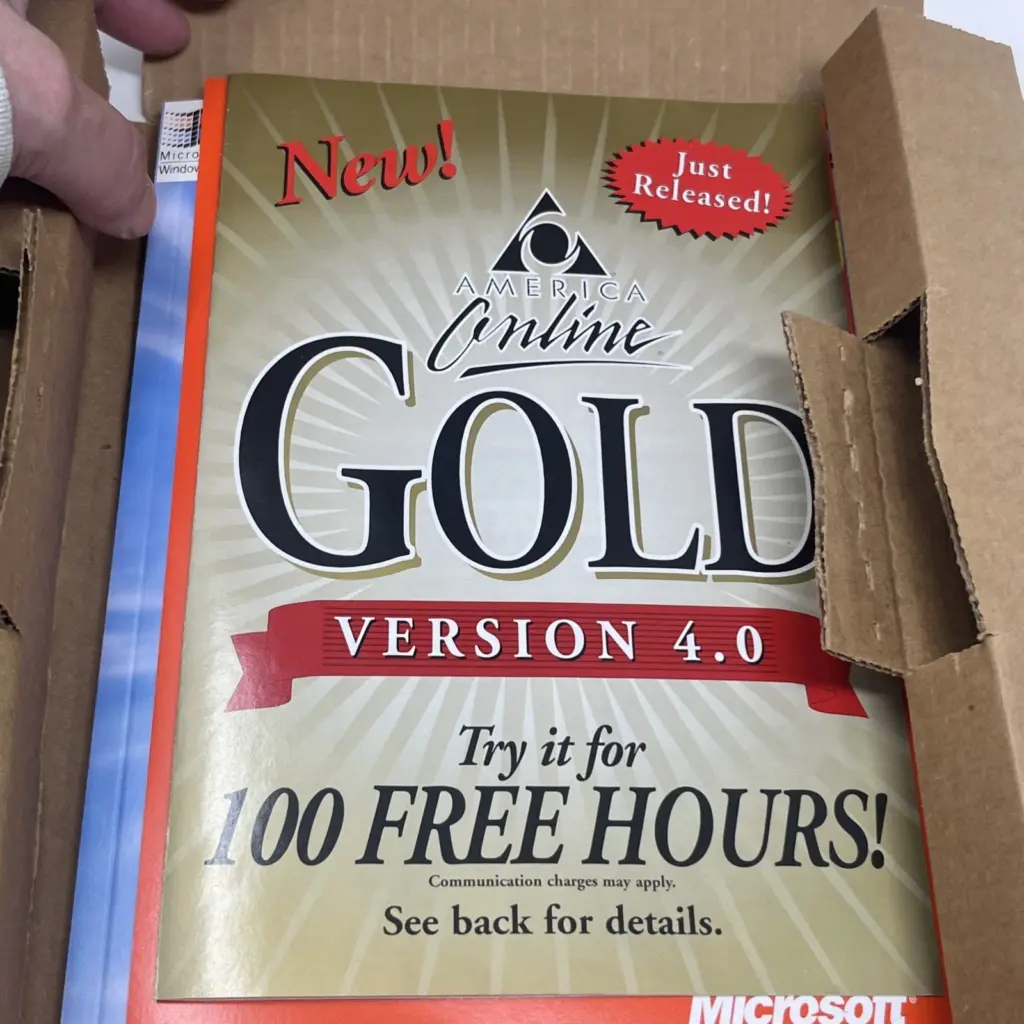 Windows
New!
Just
Released!
AMERICA
Online
GOLD
VERSION 4.0
Try it for
100 FREE HOURS!
Communication charges may apply.
See back for details.
Microsoft